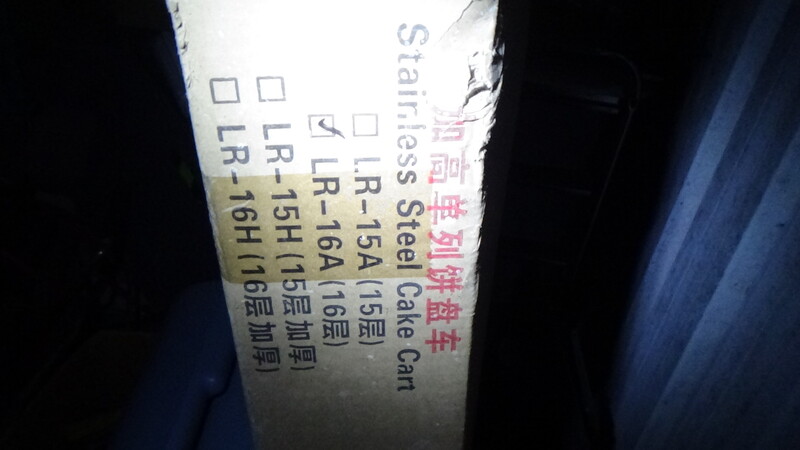 加高单列饼盘车
Stainless Steel Cake Cart
□ LR-15A (15层)
☑ LR-16A (16层)
□ LR-15H (15层加厚)
□ LR-16H (16层加厚)